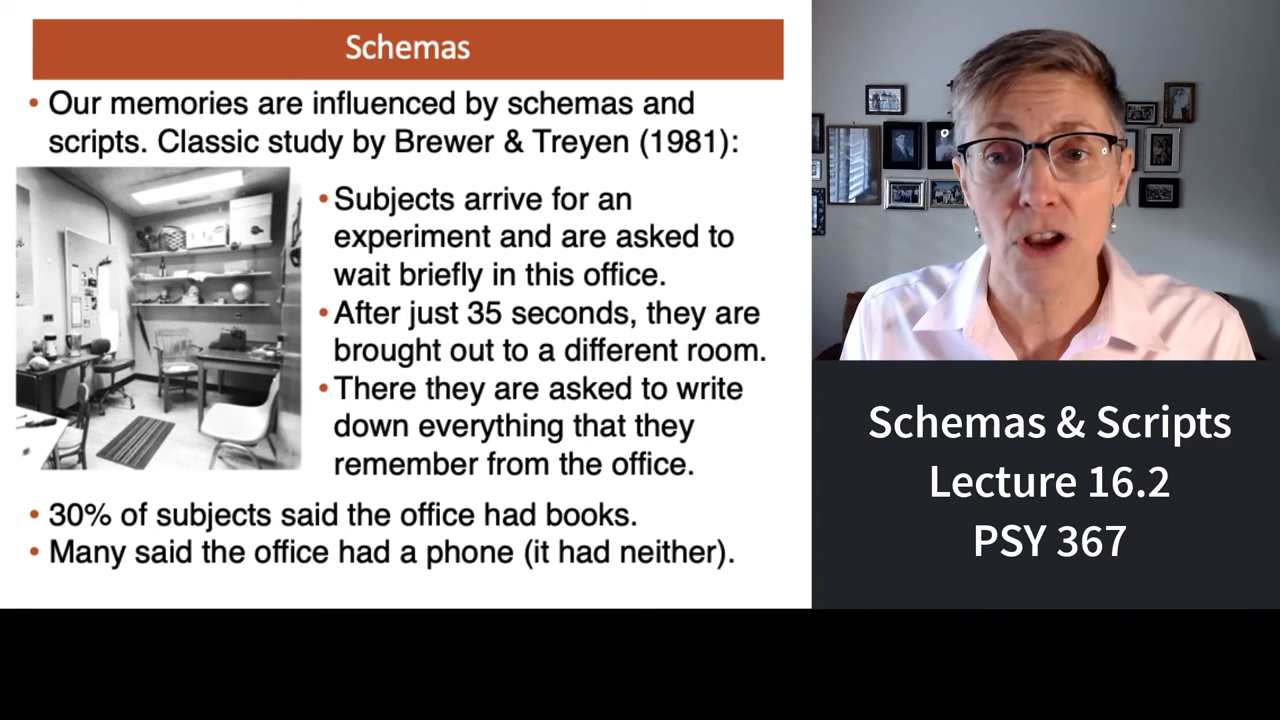 Schemas
• Our memories are influenced by schemas and
scripts. Classic study by Brewer & Treyen (1981):
• Subjects arrive for an
experiment and are asked to
wait briefly in this office.
• After just 35 seconds, they are
brought out to a different room.
• There they are asked to write
down everything that they
remember from the office.
• 30% of subjects said the office had books.
• Many said the office had a phone (it had neither).
Schemas & Scripts
Lecture 16.2
PSY 367